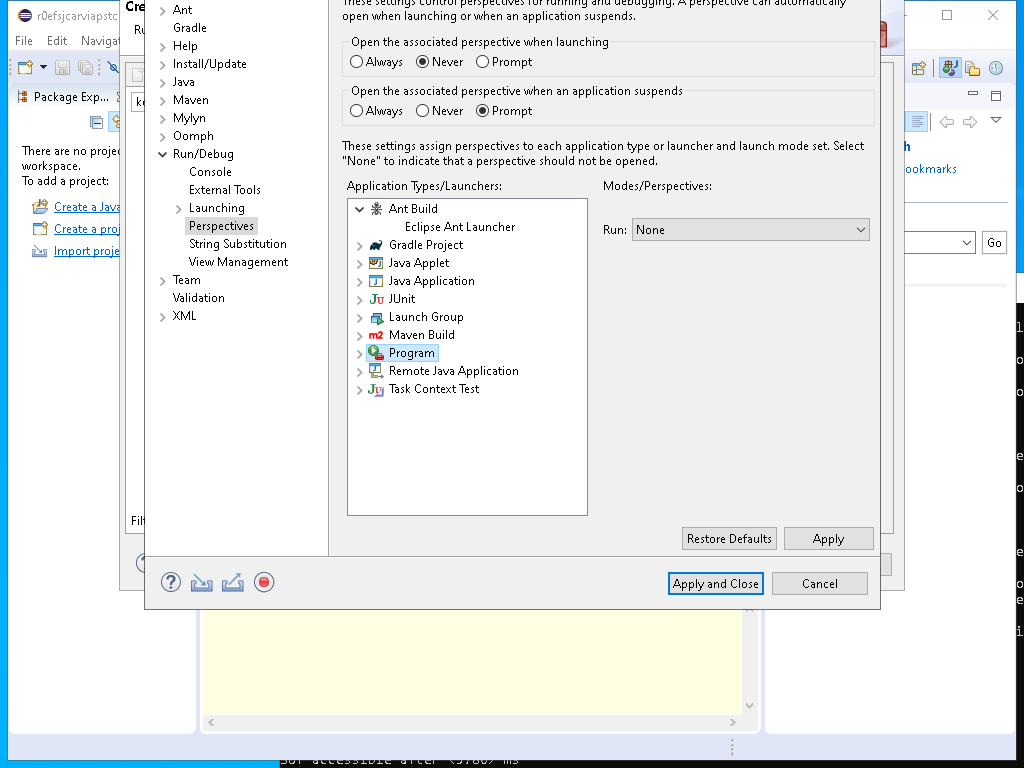 r0efsjcarviapstc
Cre
File Edit Navigat
Ru
Package Exp...
There are no proje
workspace.
To add a project:
Create a Java
Create a proj
Import proje
ke
Filt
Ant
Gradle
Help
Install/Update
Java
Maven
Mylyn
Oomph
Run/Debug
Console
External Tools
Launching
Perspectives
String Substitution
View Management
Team
Validation
XML
These settings control perspectives for running and debugging. A perspective can automatically
open when launching or when an application suspends.
Open the associated perspective when launching
Always Never Prompt
Open the associated perspective when an application suspends
Always Never Prompt
These settings assign perspectives to each application type or launcher and launch mode set. Select
"None" to indicate that a perspective should not be opened.
Application Types/Launchers: Modes/Perspectives:
Ant Build
Eclipse Ant Launcher
Gradle Project
Java Applet
Java Application
JUnit
Launch Group
Maven Build
Program
Remote Java Application
Task Context Test
Run: None
Restore Defaults Apply
Apply and Close Cancel
ookmarks
Go